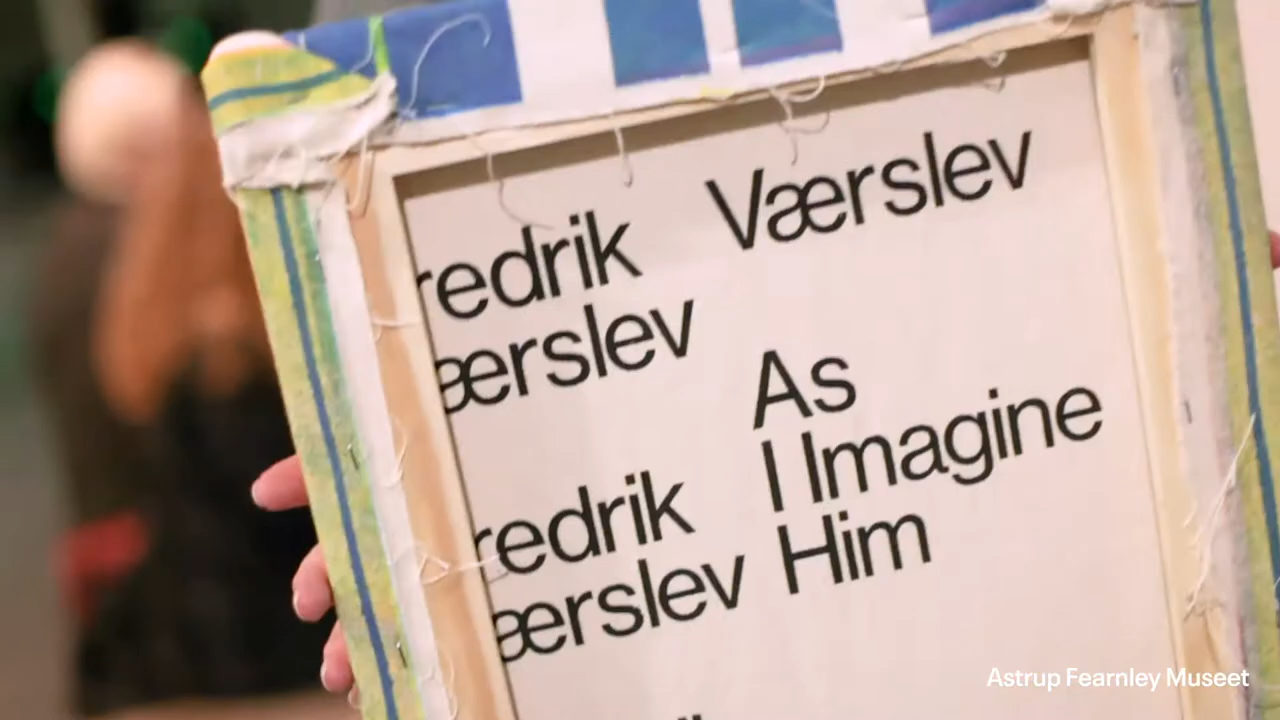 redrik Værslev
ærslev
As
I Imagine
redrik
ærslev Him
Astrup Fearnley Museet